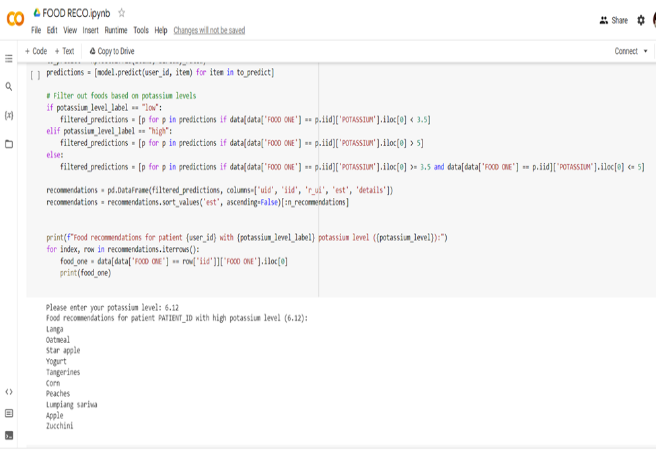 FOOD RECO.ipynb
Share
File Edit View Insert Runtime Tools Help Changes will not be saved
+ Code + Text Copy to Drive Connect
[ ] predictions = [model.predict(user_id, item) for item in to_predict]
# Filter out foods based on potassium levels
if potassium_level_label == "low":
filtered_predictions = [p for p in predictions if data[data['FOOD ONE'] == p.iid]['POTASSIUM'].iloc[0] < 3.5]
elif potassium_level_label == "high":
filtered_predictions = [p for p in predictions if data[data['FOOD ONE'] == p.iid]['POTASSIUM'].iloc[0] > 5]
else:
filtered_predictions = [p for p in predictions if data[data['FOOD ONE'] == p.iid]['POTASSIUM'].iloc[0] >= 3.5 and data[data['FOOD ONE'] == p.iid]['POTASSIUM'].iloc[0] <= 5]
recommendations = pd.DataFrame(filtered_predictions, columns=['uid', 'iid', 'r_ui', 'est', 'details'])
recommendations = recommendations.sort_values('est', ascending=False)[:n_recommendations]
print(f"Food recommendations for patient {user_id} with {potassium_level_label} potassium level ({potassium_level}):")
for index, row in recommendations.iterrows():
food_one = data[data['FOOD ONE'] == row['iid']]['FOOD ONE'].iloc[0]
print(food_one)
Please enter your potassium level: 6.12
Food recommendations for patient PATIENT_ID with high potassium level (6.12):
Langa
Oatmeal
Star apple
Yogurt
Tangerines
Corn
Peaches
Lumpiang sariwa
Apple
Zucchini